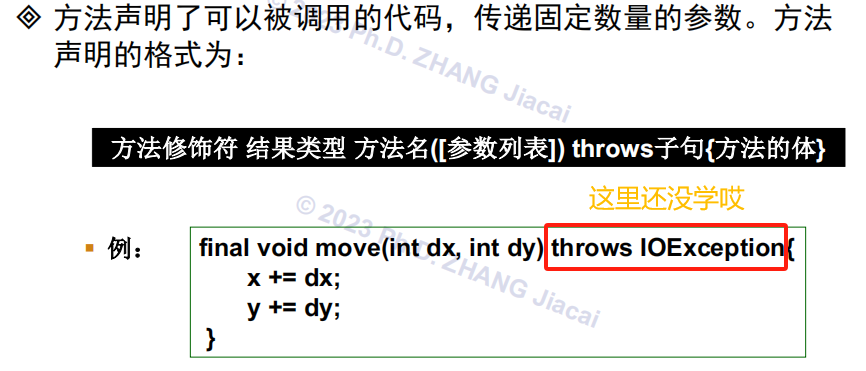 方法声明了可以被调用的代码，传递固定数量的参数。方法
声明的格式为：
方法修饰符 结果类型 方法名([参数列表]) throws子句{方法的体}
这里还没学哎
例：
final void move(int dx, int dy) throws IOException{
x += dx;
y += dy;
}
© 2023 Ph.D. ZHANG Jiacai
© 2023 Ph.D. ZHANG Jiacai